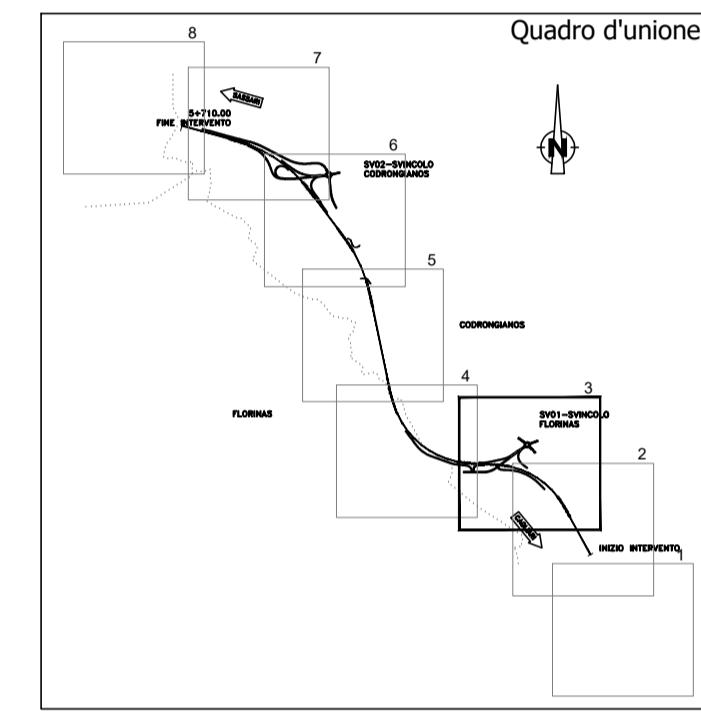 Quadro d'unione
8
7
SASSARI
5+710.00
FINE INTERVENTO
N
6
SV02-SVINCOLO
CODRONGIANOS
5
CODRONGIANOS
4
3
FLORINAS
SV01-SVINCOLO
FLORINAS
2
CAGLIARI
INIZIO INTERVENTO
1